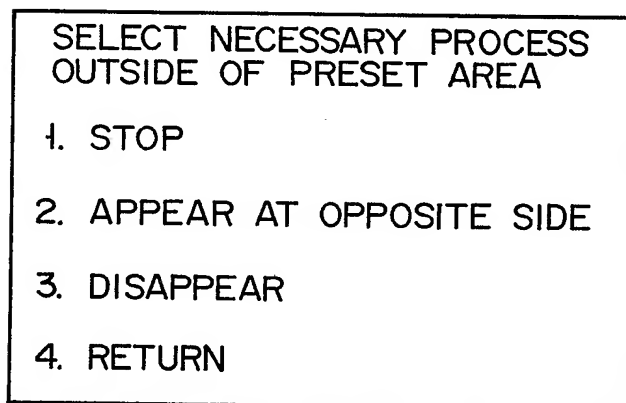 SELECT NECESSARY PROCESS
OUTSIDE OF PRESET AREA
1. STOP
2. APPEAR AT OPPOSITE SIDE
3. DISAPPEAR
4. RETURN